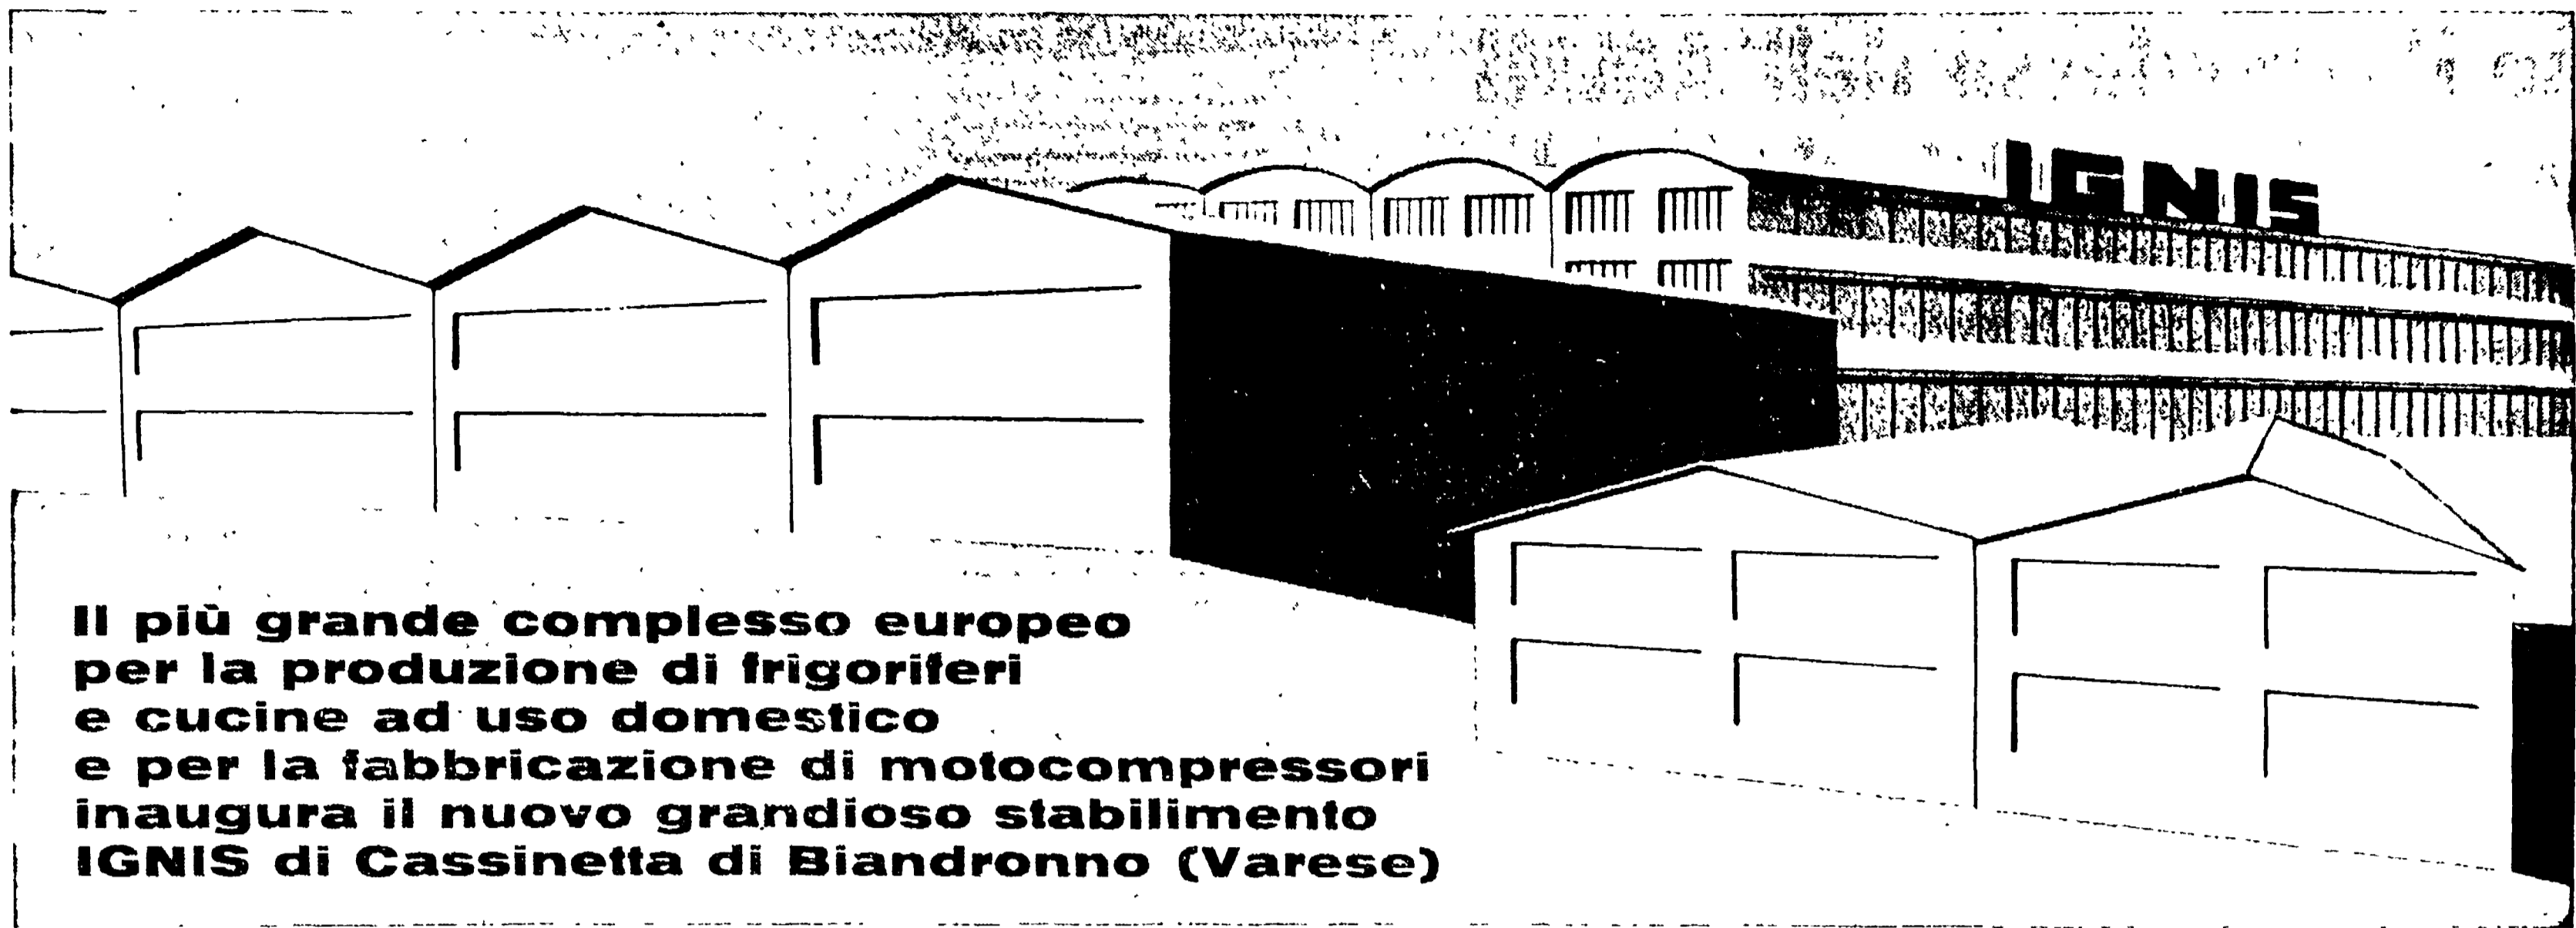 IGNIS
Il più grande complesso europeo
per la produzione di frigoriferi
e cucine ad uso domestico
e per la fabbricazione di motocompressori
inaugura il nuovo grandioso stabilimento
IGNIS di Cassinetta di Biandronno (Varese)